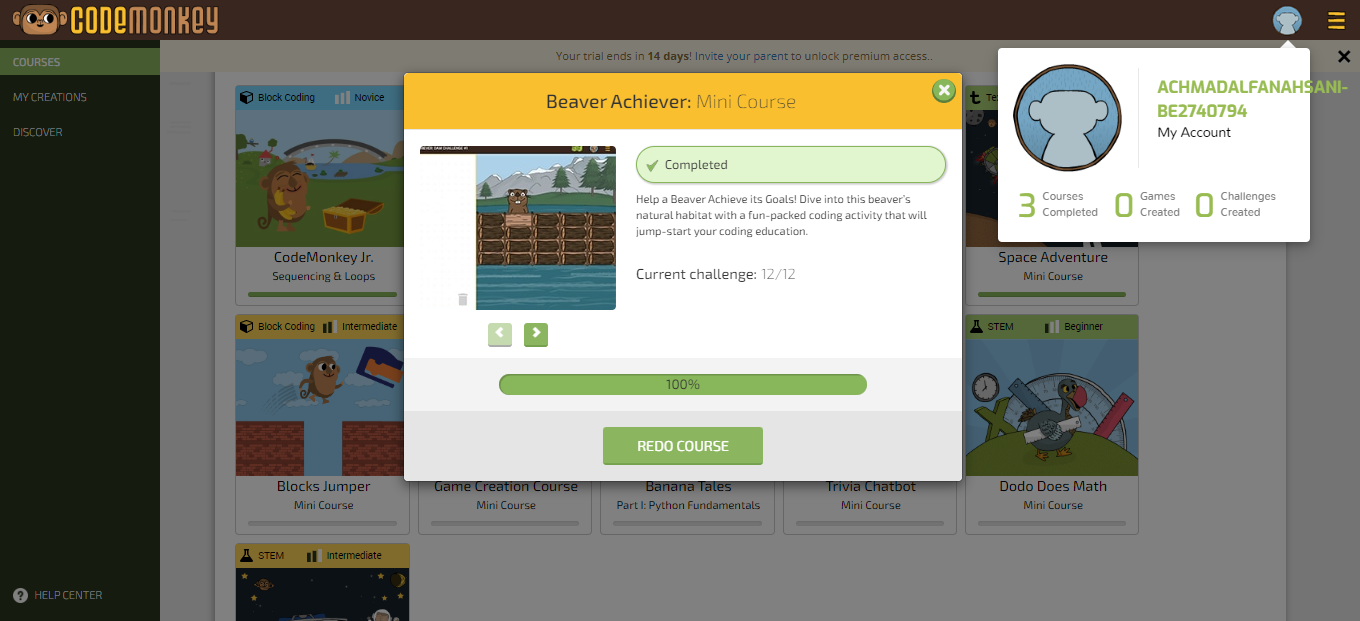 CODEMONKEY
Your trial ends in 14 days! Invite your parent to unlock premium access..
COURSES
MY CREATIONS
DISCOVER
HELP CENTER
ACHMADALFANAHSANI-
BE2740794
My Account
3 Courses Completed
0 Games Created
0 Challenges Created
Beaver Achiever: Mini Course
Completed
Help a Beaver Achieve its Goals! Dive into this beaver's
natural habitat with a fun-packed coding activity that will
jump-start your coding education.
Current challenge: 12/12
100%
REDO COURSE
Block Coding Novice
CodeMonkey Jr.
Sequencing & Loops
Space Adventure
Mini Course
Block Coding Intermediate
Blocks Jumper
Mini Course
Game Creation Course
Mini Course
Banana Tales
Part I: Python Fundamentals
Trivia Chatbot
Mini Course
STEM Beginner
Dodo Does Math
Mini Course
STEM Intermediate